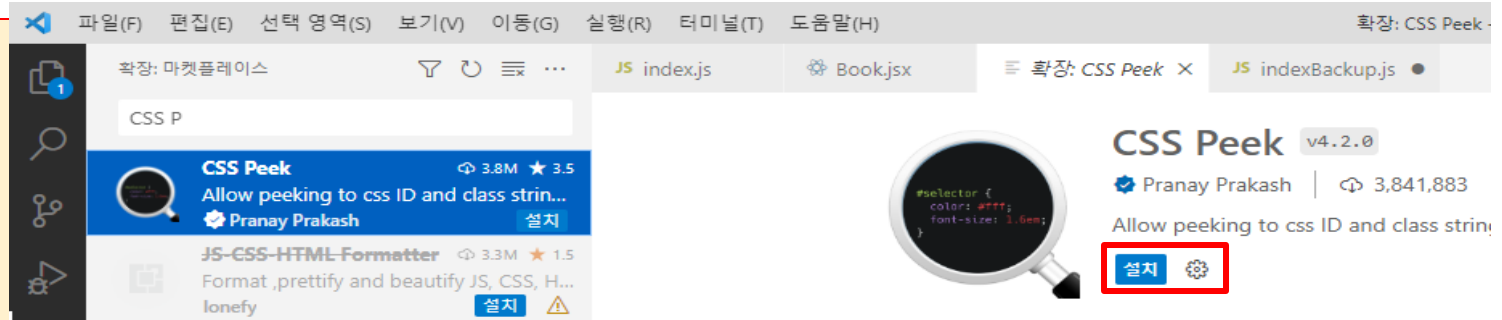 파일(F) 편집(E) 선택 영역(S) 보기(V) 이동(G) 실행(R) 터미널(T) 도움말(H) 확장: CSS Peek -
확장: 마켓플레이스 ···
JS index.js Book.jsx 확장: CSS Peek × JS indexBackup.js ●
1
CSS P
CSS Peek 3.8M ★ 3.5
Allow peeking to css ID and class strin...
Pranay Prakash 설치
JS-CSS-HTML Formatter 3.3M ★ 1.5
Format ,prettify and beautify JS, CSS, H...
lonefy 설치
#selector {
color: #fff;
font-size: 1.6em;
}
CSS Peek v4.2.0
Pranay Prakash 3,841,883
Allow peeking to css ID and class string
설치